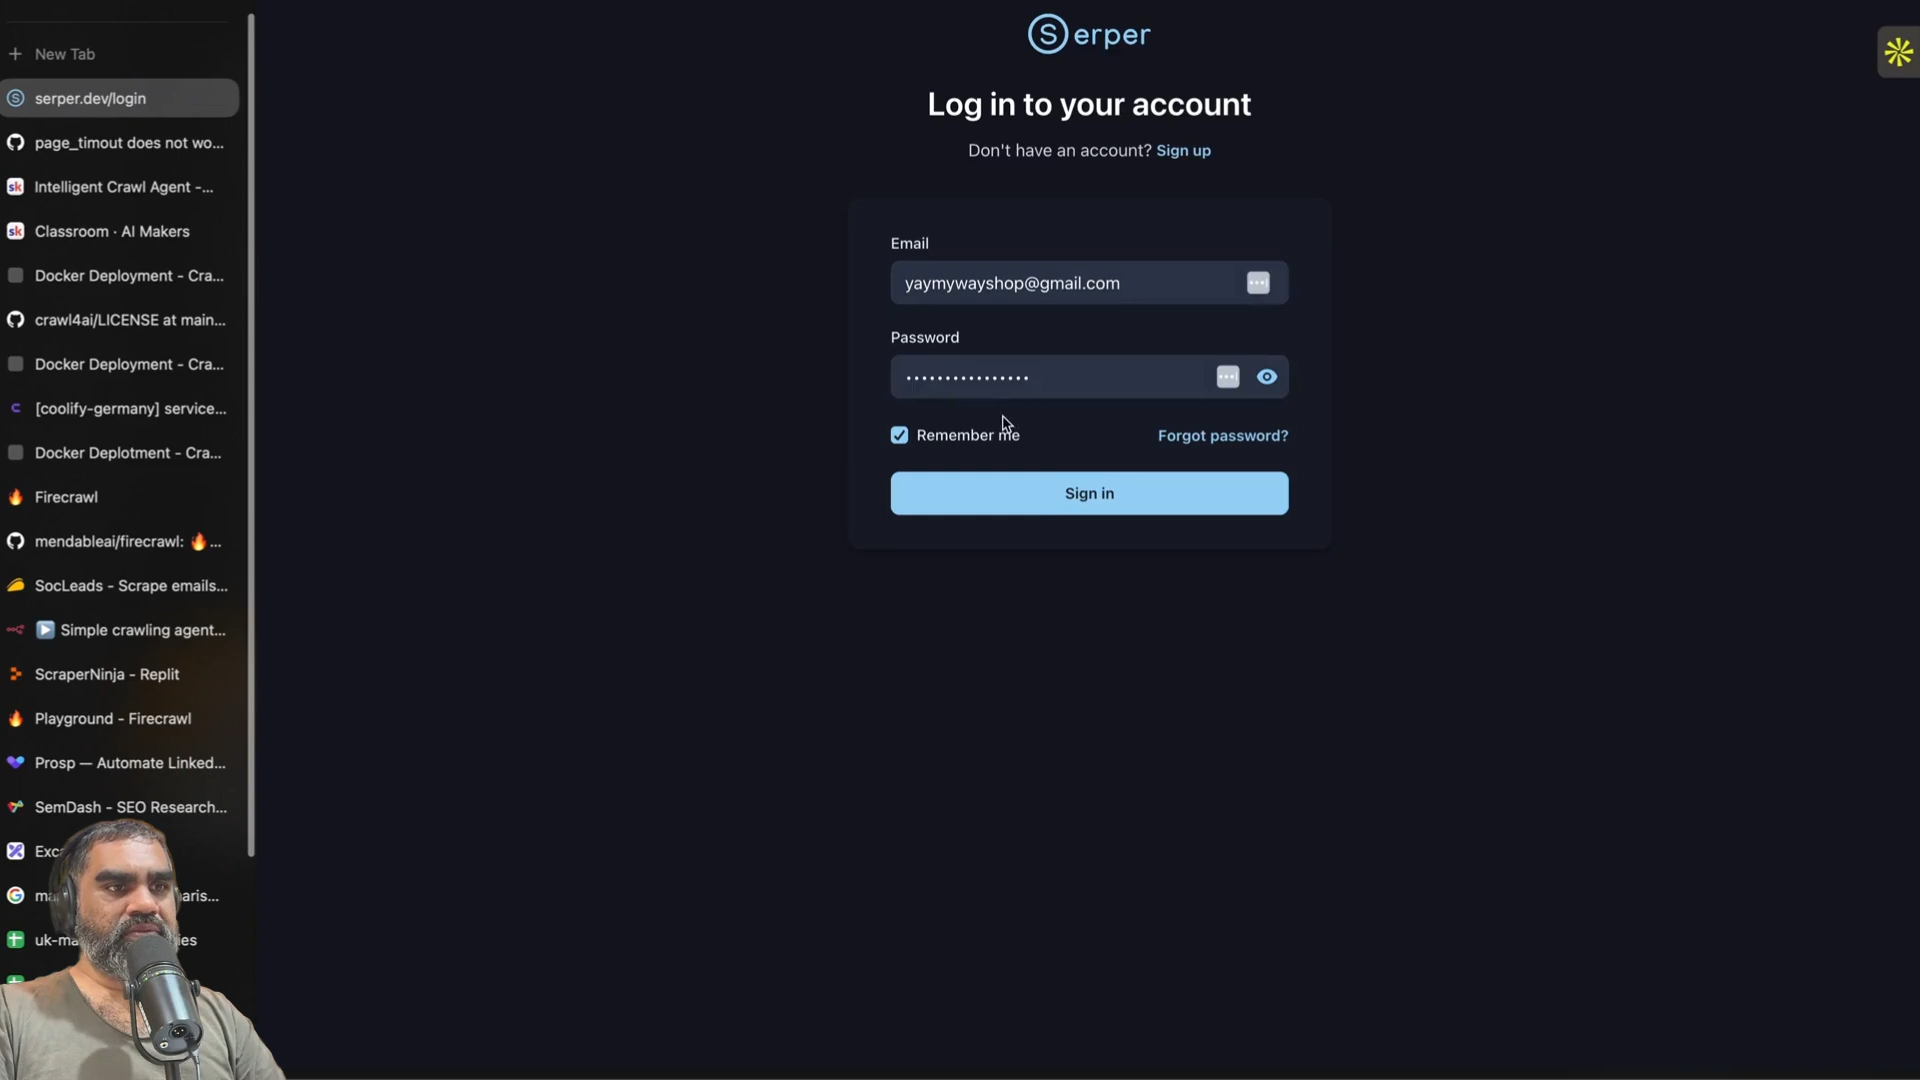 New Tab
serper.dev/login
page_timout does not wo...
Intelligent Crawl Agent -...
Classroom · AI Makers
Docker Deployment - Cra...
crawl4ai/LICENSE at main...
Docker Deployment - Cra...
[coolify-germany] service...
Docker Deplotment - Cra...
Firecrawl
mendableai/firecrawl: 🔥...
SocLeads - Scrape emails...
Simple crawling agent...
ScraperNinja - Replit
Playground - Firecrawl
Prosp — Automate Linked...
SemDash - SEO Research...
Serper
Log in to your account
Don't have an account? Sign up
Email
yaymywayshop@gmail.com
Password
Remember me
Forgot password?
Sign in